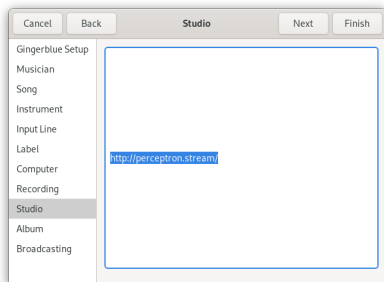 Cancel Back Studio Next Finish
Gingerblue Setup
Musician
Song
Instrument
Input Line
Label
http://perceptron.stream/
Computer
Recording
Studio
Album
Broadcasting